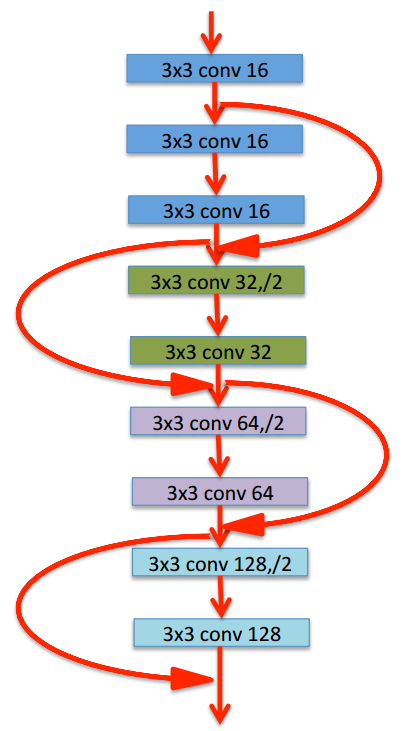 3x3 conv 16
3x3 conv 16
3x3 conv 16
3x3 conv 32,/2
3x3 conv 32
3x3 conv 64,/2
3x3 conv 64
3x3 conv 128,/2
3x3 conv 128